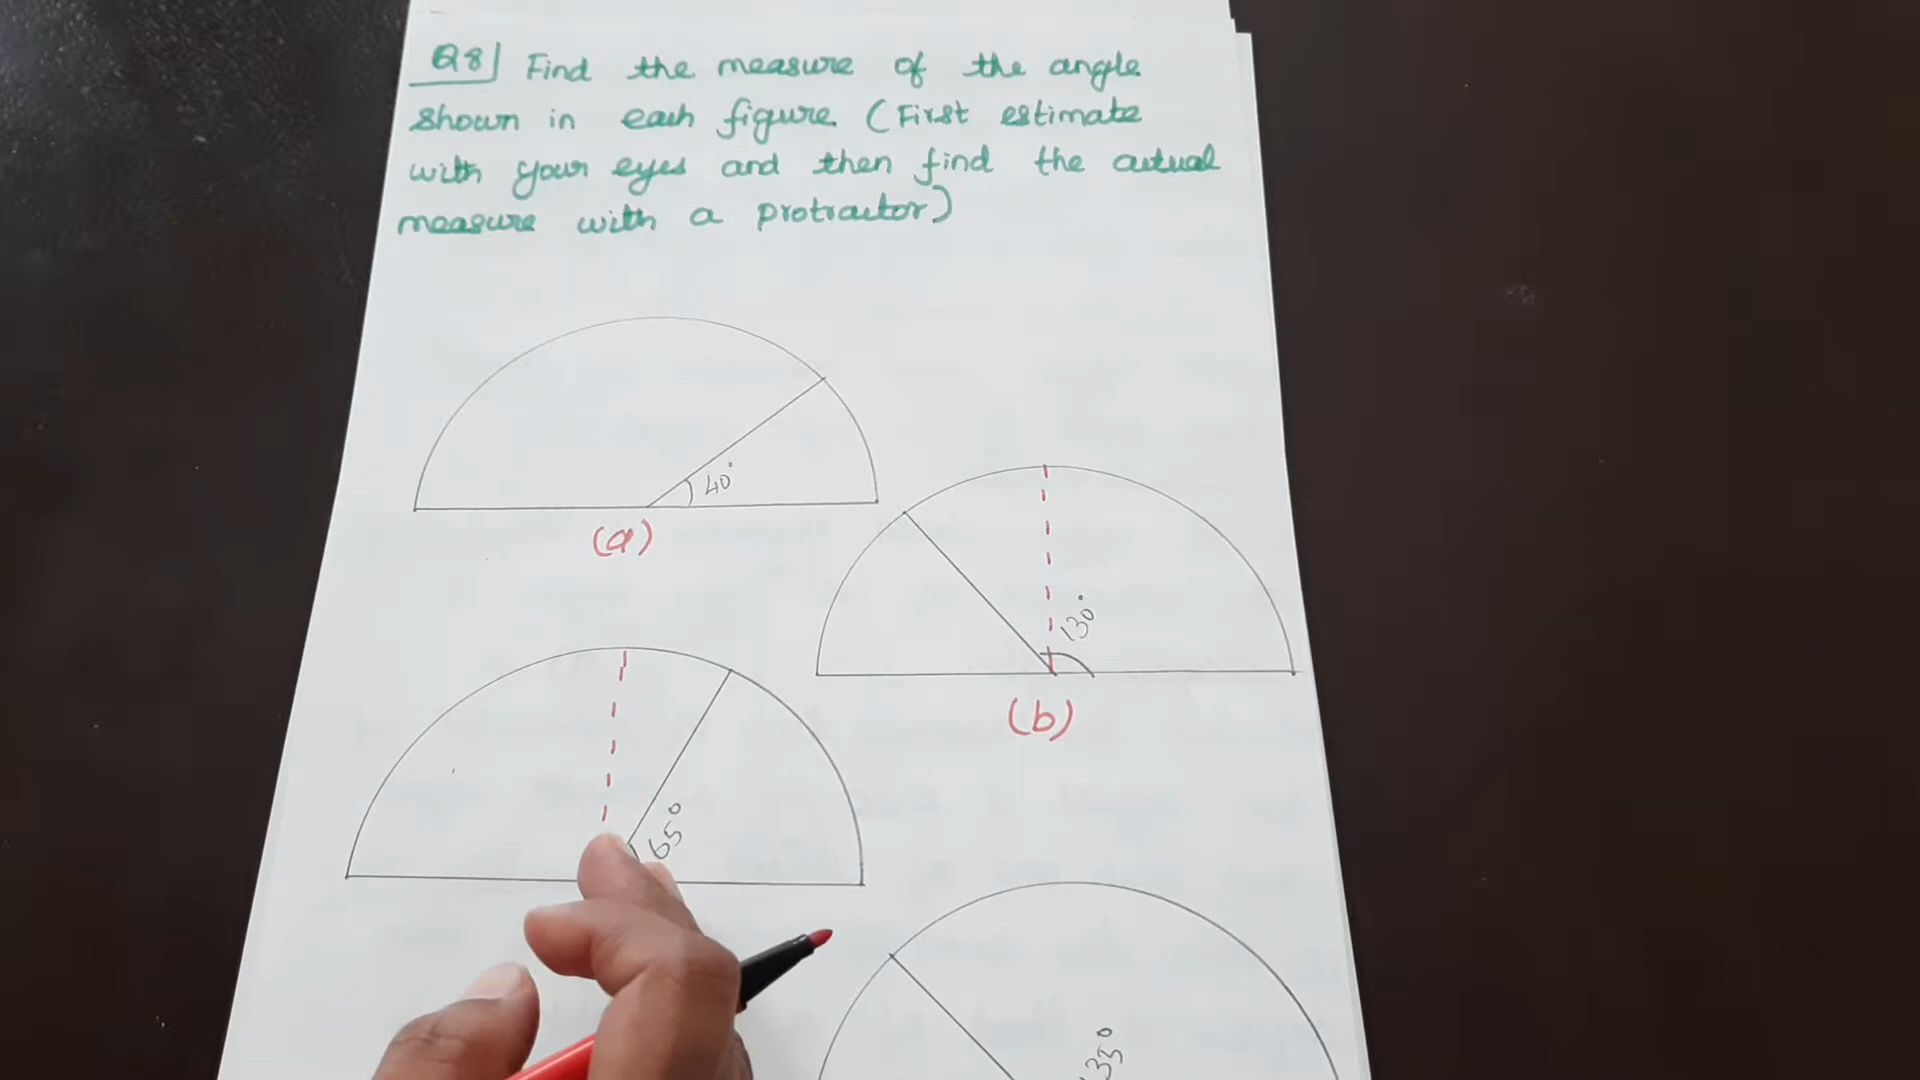 Q8 Find the measure of the angle
shown in each figure (First estimate
with your eyes and then find the actual
measure with a protractor)
40°
(a)
130°
(b)
65°